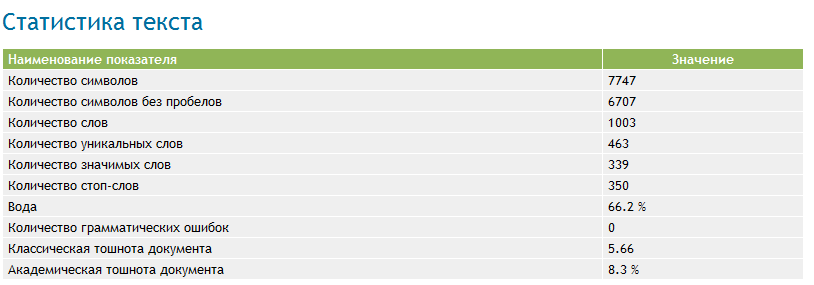 Статистика текста
Наименование показателя Значение
Количество символов 7747
Количество символов без пробелов 6707
Количество слов 1003
Количество уникальных слов 463
Количество значимых слов 339
Количество стоп-слов 350
Вода 66.2 %
Количество грамматических ошибок 0
Классическая тошнота документа 5.66
Академическая тошнота документа 8.3 %